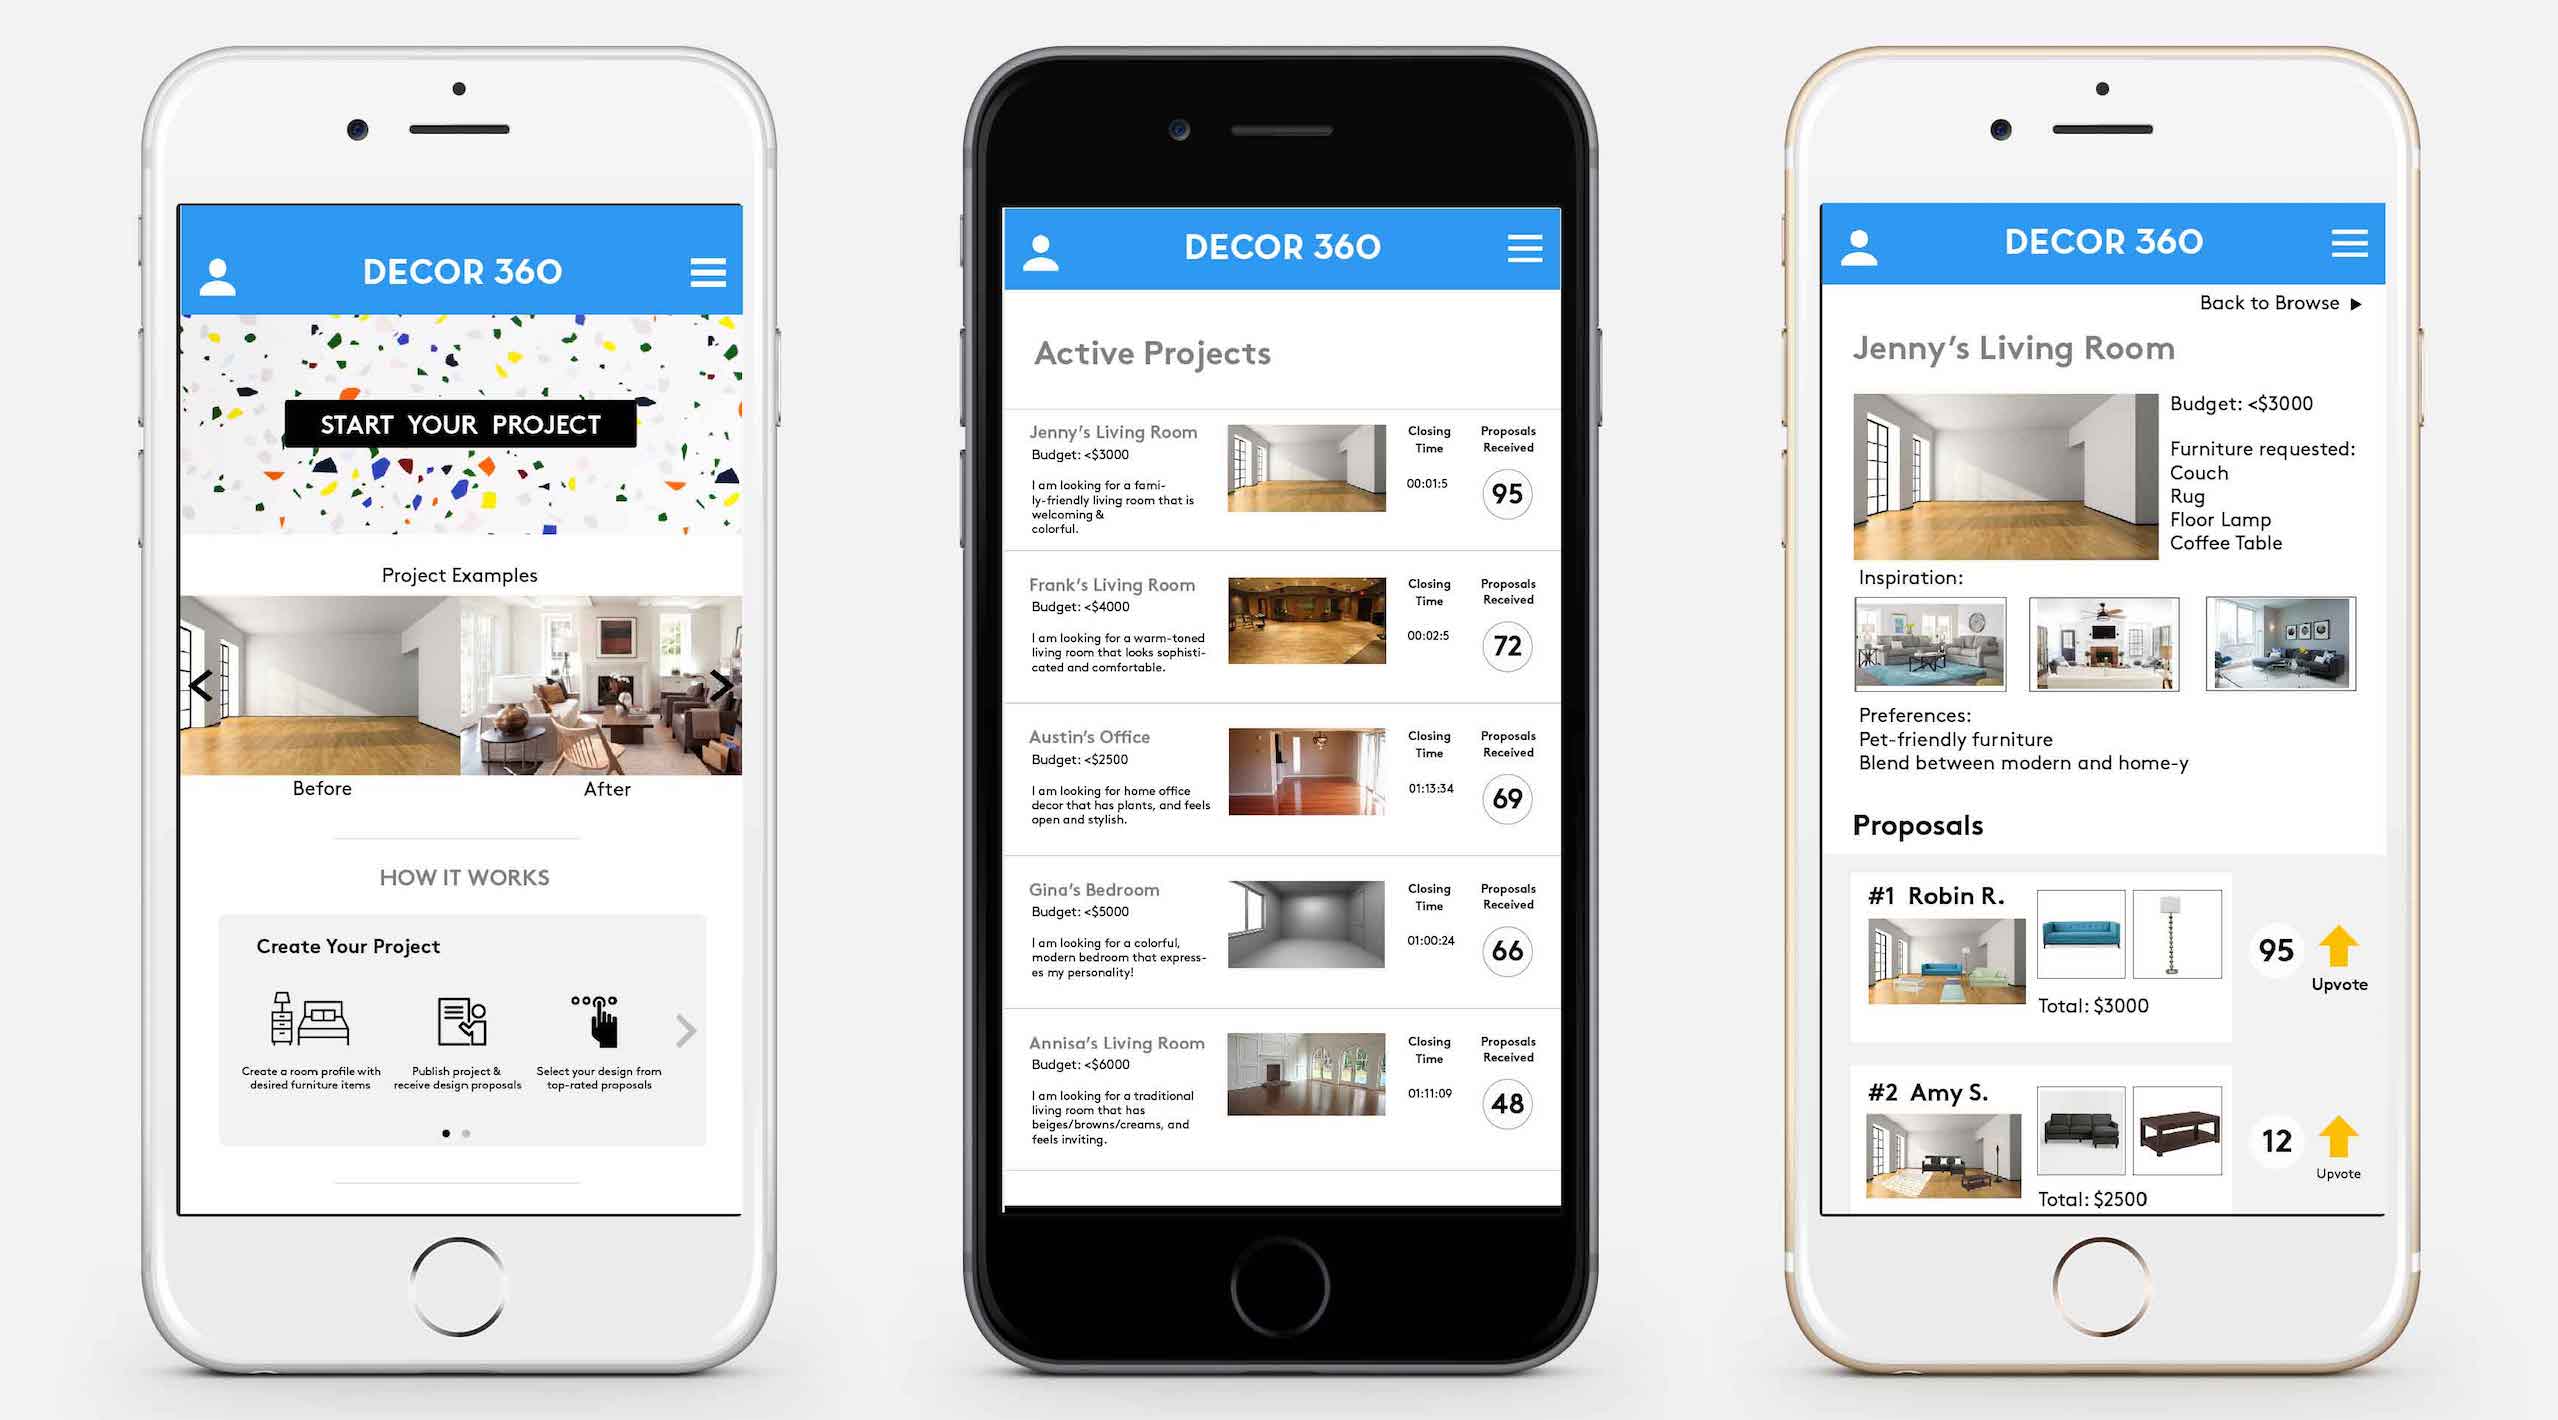 DECOR 360
START YOUR PROJECT
Project Examples
Before
After
HOW IT WORKS
Create Your Project
Create a room profile with
desired furniture items
Publish project &
receive design proposals
Select your design from
top-rated proposals
DECOR 360
Active Projects
Jenny's Living Room
Budget: <$3000
I am looking for a fami-
ly-friendly living room that is
welcoming &
colorful.
Closing
Time
00:01:5
Proposals
Received
95
Frank's Living Room
Budget: <$4000
I am looking for a warm-toned
living room that looks sophisti-
cated and comfortable.
Closing
Time
00:02:5
Proposals
Received
72
Austin's Office
Budget: <$2500
I am looking for home office
decor that has plants, and feels
open and stylish.
Closing
Time
01:13:34
Proposals
Received
69
Gina's Bedroom
Budget: <$5000
I am looking for a colorful,
modern bedroom that express-
es my personality!
Closing
Time
01:00:24
Proposals
Received
66
Annisa's Living Room
Budget: <$6000
I am looking for a traditional
living room that has
beiges/browns/creams, and
feels inviting.
Closing
Time
01:11:09
Proposals
Received
48
DECOR 360
Back to Browse
Jenny's Living Room
Budget: <$3000
Furniture requested:
Couch
Rug
Floor Lamp
Coffee Table
Inspiration:
Preferences:
Pet-friendly furniture
Blend between modern and home-y
Proposals
#1 Robin R.
Total: $3000
95
Upvote
#2 Amy S.
Total: $2500
12
Upvote